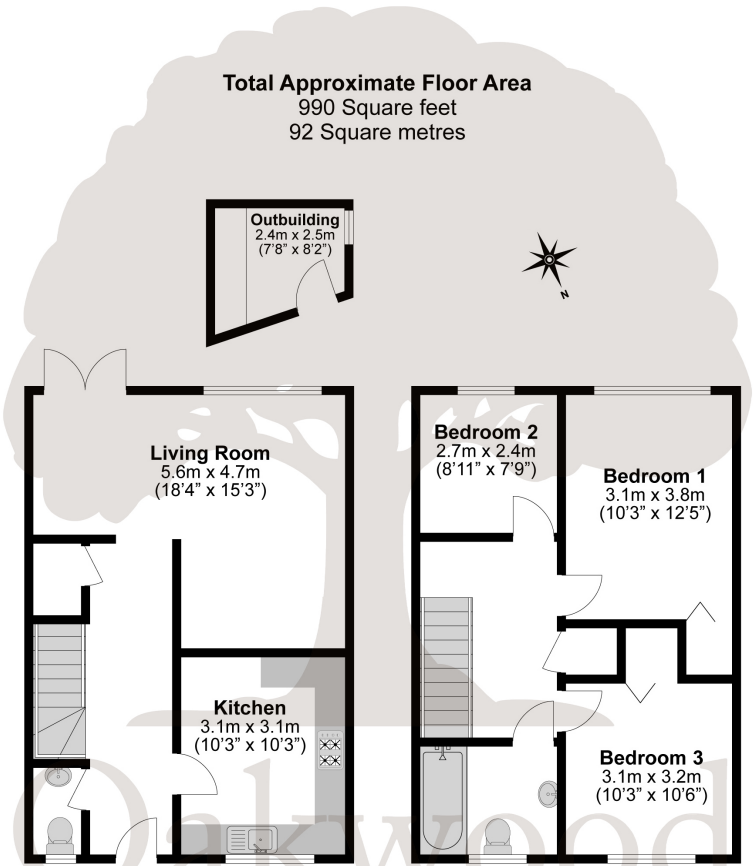 Total Approximate Floor Area
990 Square feet
92 Square metres
Outbuilding
2.4m x 2.5m
(7’8” x 8’2”)
N
Living Room
5.6m x 4.7m
(18’4” x 15’3”)
Bedroom 2
2.7m x 2.4m
(8’11” x 7’9”)
Bedroom 1
3.1m x 3.8m
(10’3” x 12’5”)
Kitchen
3.1m x 3.1m
(10’3” x 10’3”)
Bedroom 3
3.1m x 3.2m
(10’3” x 10’6”)
1
Oakwood